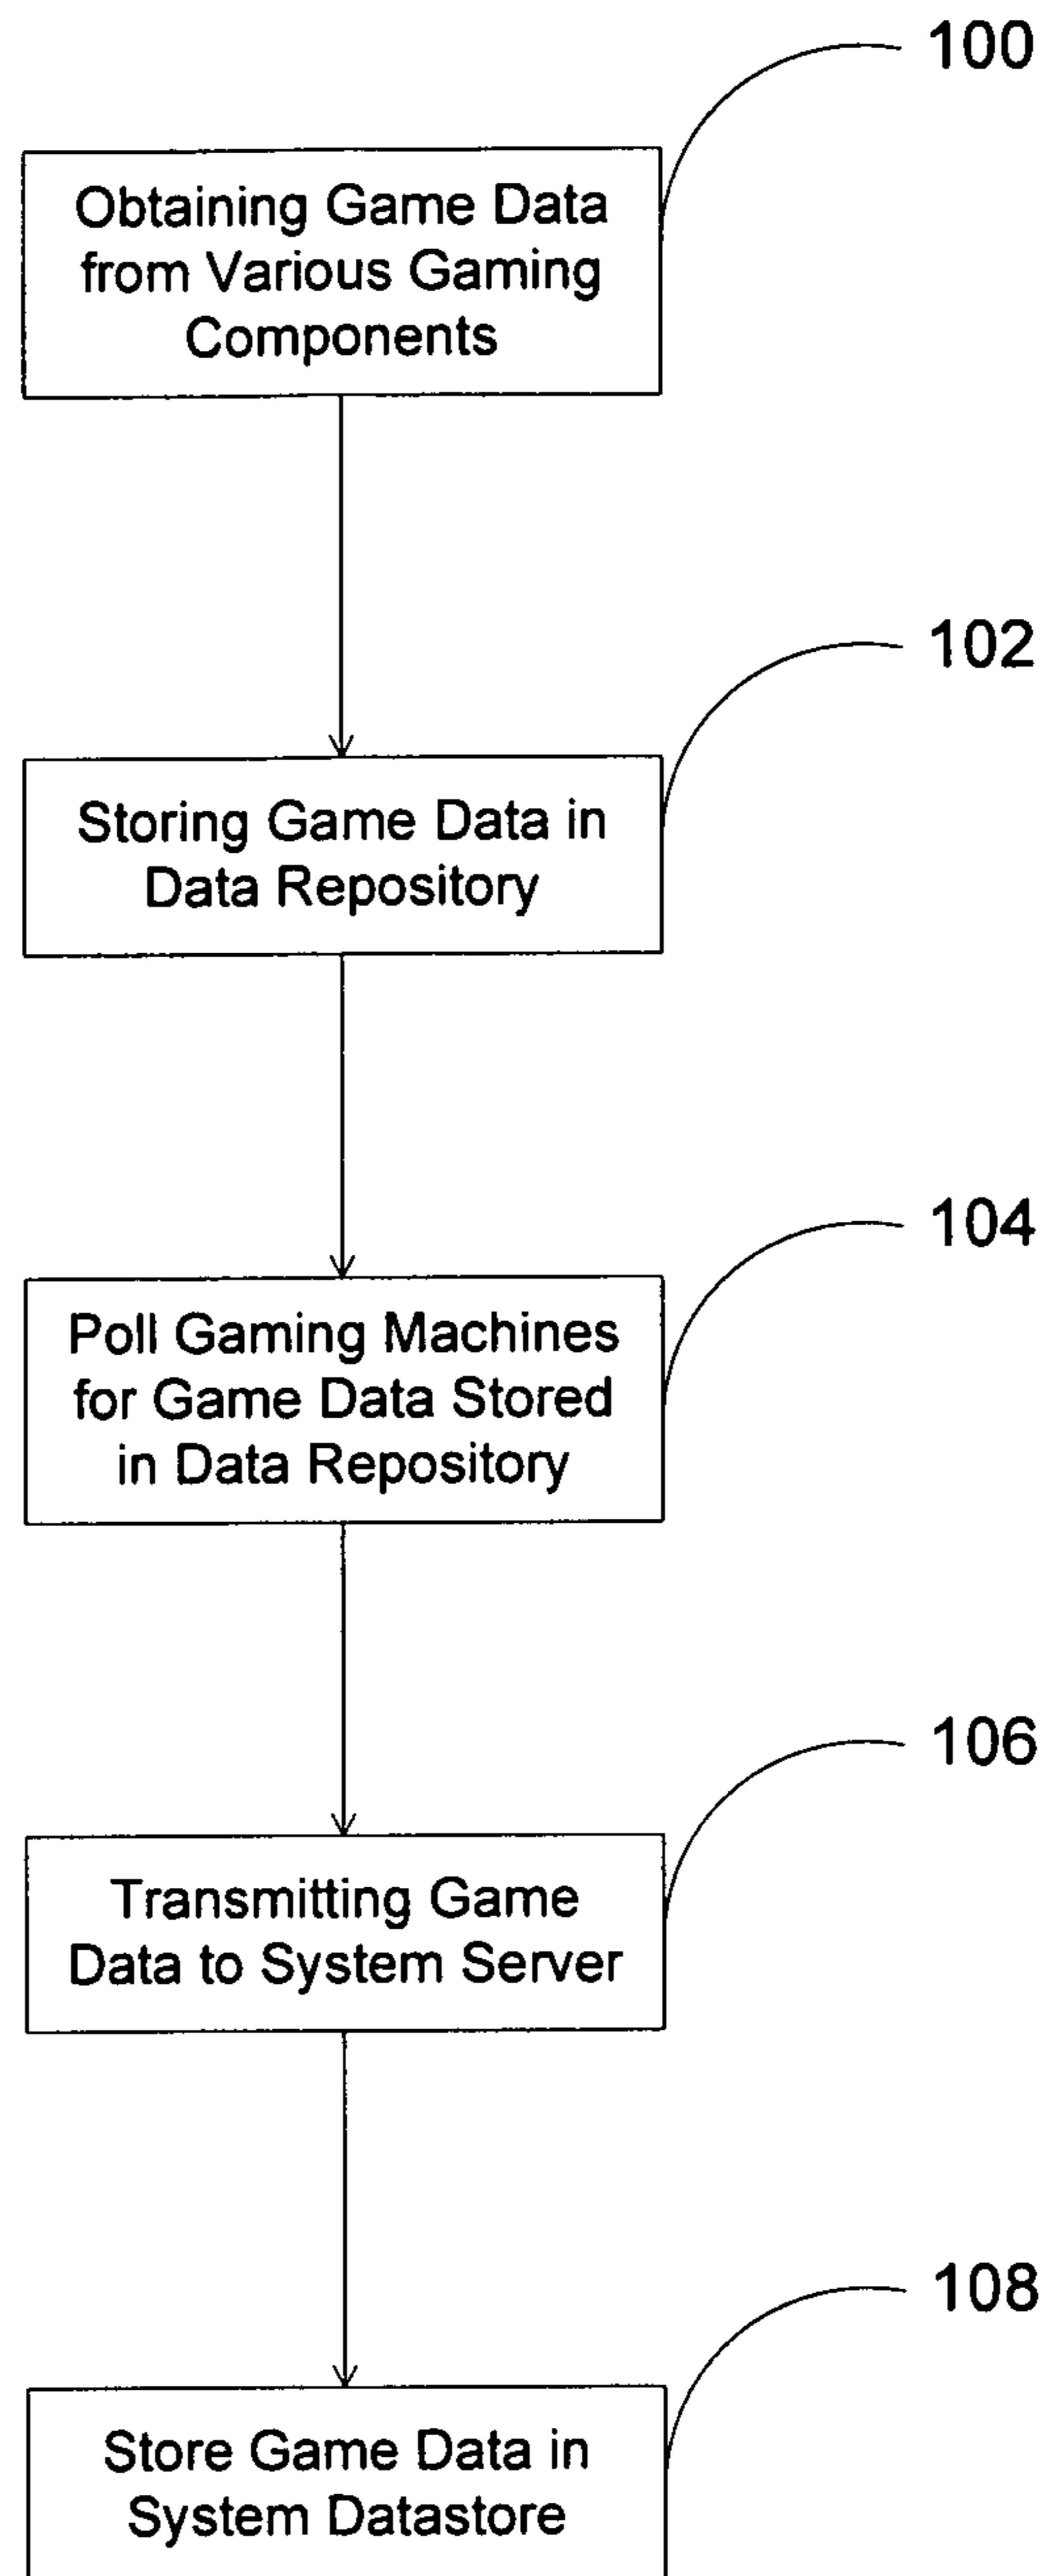 100
Obtaining Game Data
from Various Gaming
Components
102
Storing Game Data in
Data Repository
104
Poll Gaming Machines
for Game Data Stored
in Data Repository
106
Transmitting Game
Data to System Server
108
Store Game Data in
System Datastore